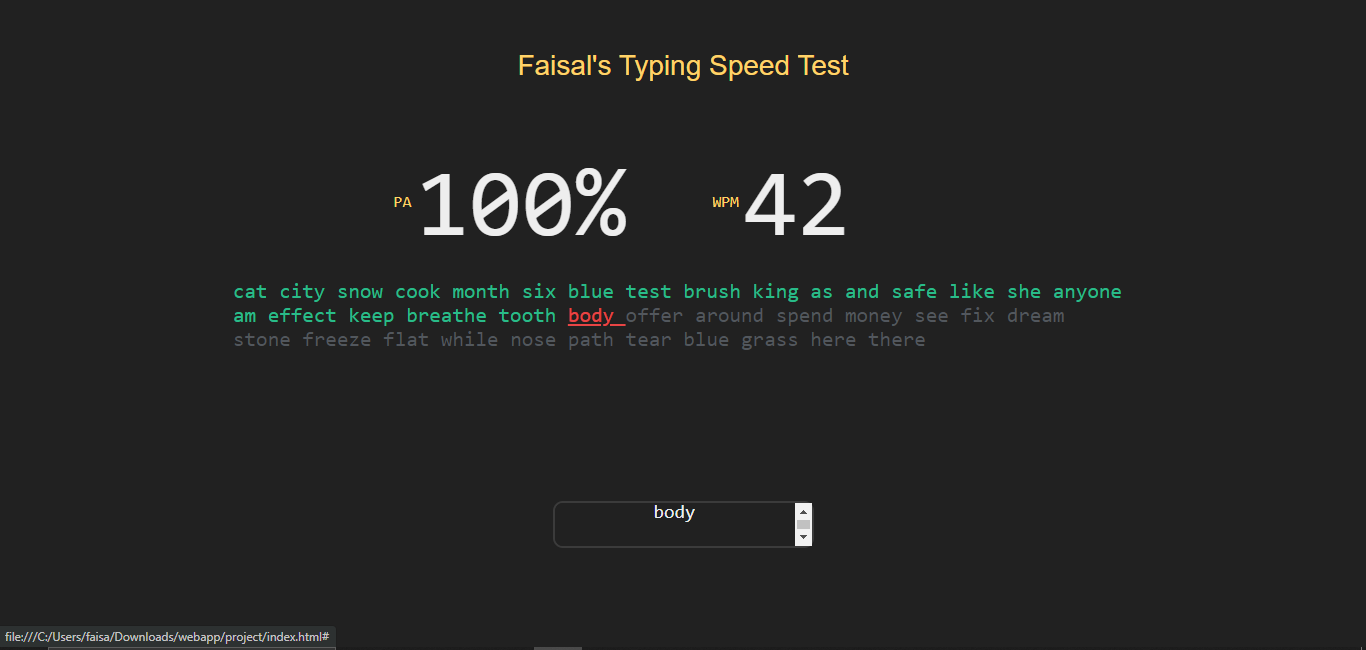 Faisal's Typing Speed Test
PA 100% WPM 42
cat city snow cook month six blue test brush king as and safe like she anyone
am effect keep breathe tooth body offer around spend money see fix dream
stone freeze flat while nose path tear blue grass here there
body
file:///C:/Users/faisa/Downloads/webapp/project/index.html#